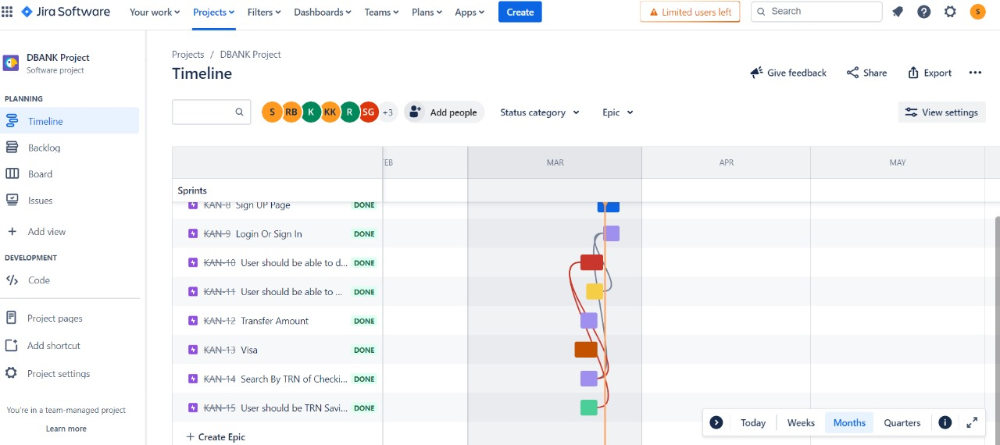 Jira Software Your work Projects Filters Dashboards Teams Plans Apps Create Limited users left Search S
DBANK Project
Software project
PLANNING
Timeline
Backlog
Board
Issues
Add view
DEVELOPMENT
Code
Project pages
Add shortcut
Project settings
You're in a team-managed project
Learn more
Projects / DBANK Project
Timeline
Give feedback Share Export
S RB K KK R SG +3 Add people Status category Epic View settings
EB MAR APR MAY
Sprints
KAN-8 Sign UP Page DONE
KAN-9 Login Or Sign In DONE
KAN-10 User should be able to d... DONE
KAN-11 User should be able to ... DONE
KAN-12 Transfer Amount DONE
KAN-13 Visa DONE
KAN-14 Search By TRN of Checki... DONE
KAN-15 User should be TRN Savi... DONE
+ Create Epic
Today Weeks Months Quarters